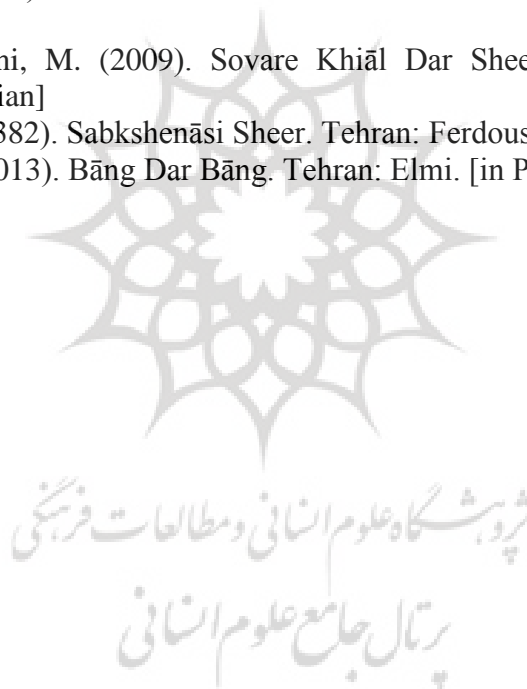 ni, M. (2009). Sovare Khiāl Dar Shee
ian]
382). Sabkshenāsi Sheer. Tehran: Ferdous
013). Bāng Dar Bāng. Tehran: Elmi. [in P
پژوهشگاه علوم انسانی و مطالعات فرهنگی
پرتال جامع علوم انسانی